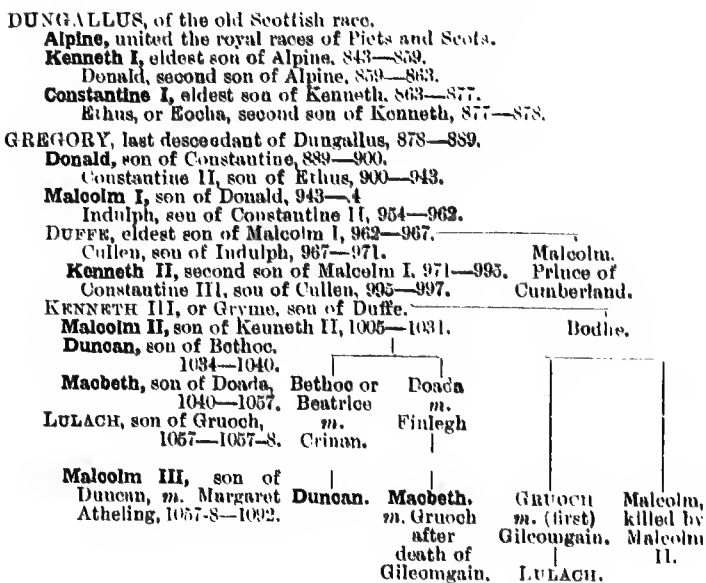 DUNGALLUS, of the old Scottish race.
Alpine, united the royal races of Picts and Scots.
Kenneth I, eldest son of Alpine. 843—859.
Donald, second son of Alpine. 859—863.
Constantine I, eldest son of Kenneth. 863—877.
Ethus, or Eocha, second son of Kenneth, 877—878.
GREGORY, last descendant of Dungallus, 878—889.
Donald, son of Constantine, 889—900.
Constantine II, son of Ethus, 900—943.
Malcolm I, son of Donald, 943—
Indulph, son of Constantine II, 954—962.
DUFFE, eldest son of Malcolm I, 962—967.
Cullen, son of Indulph, 967—971.
Malcolm.
Kenneth II, second son of Malcolm I. 971—995.
Prince of
Constantine III, son of Cullen, 995—997.
Cumberland.
KENNETH III, or Gryme, son of Duffe.
Malcolm II, son of Kenneth II, 1005—1031.
Bodhe.
Duncan, son of Bethoc.
1034—1040.
Macbeth, son of Doada,
1040—1057.
Bethoc or
Beatrice
m.
Crinan.
Doada
m.
Finlegh
LULACH, son of Gruoch,
1057—1057-8.
Malcolm III, son of
Duncan, m. Margaret
Atheling, 1057-8—1092.
Duncan.
Macbeth.
m. Gruoch
after
death of
Gilcomgain.
GRUOCH
m. (first)
Gilcomgain.
LULACH.
Malcolm,
killed by
Malcolm
II.